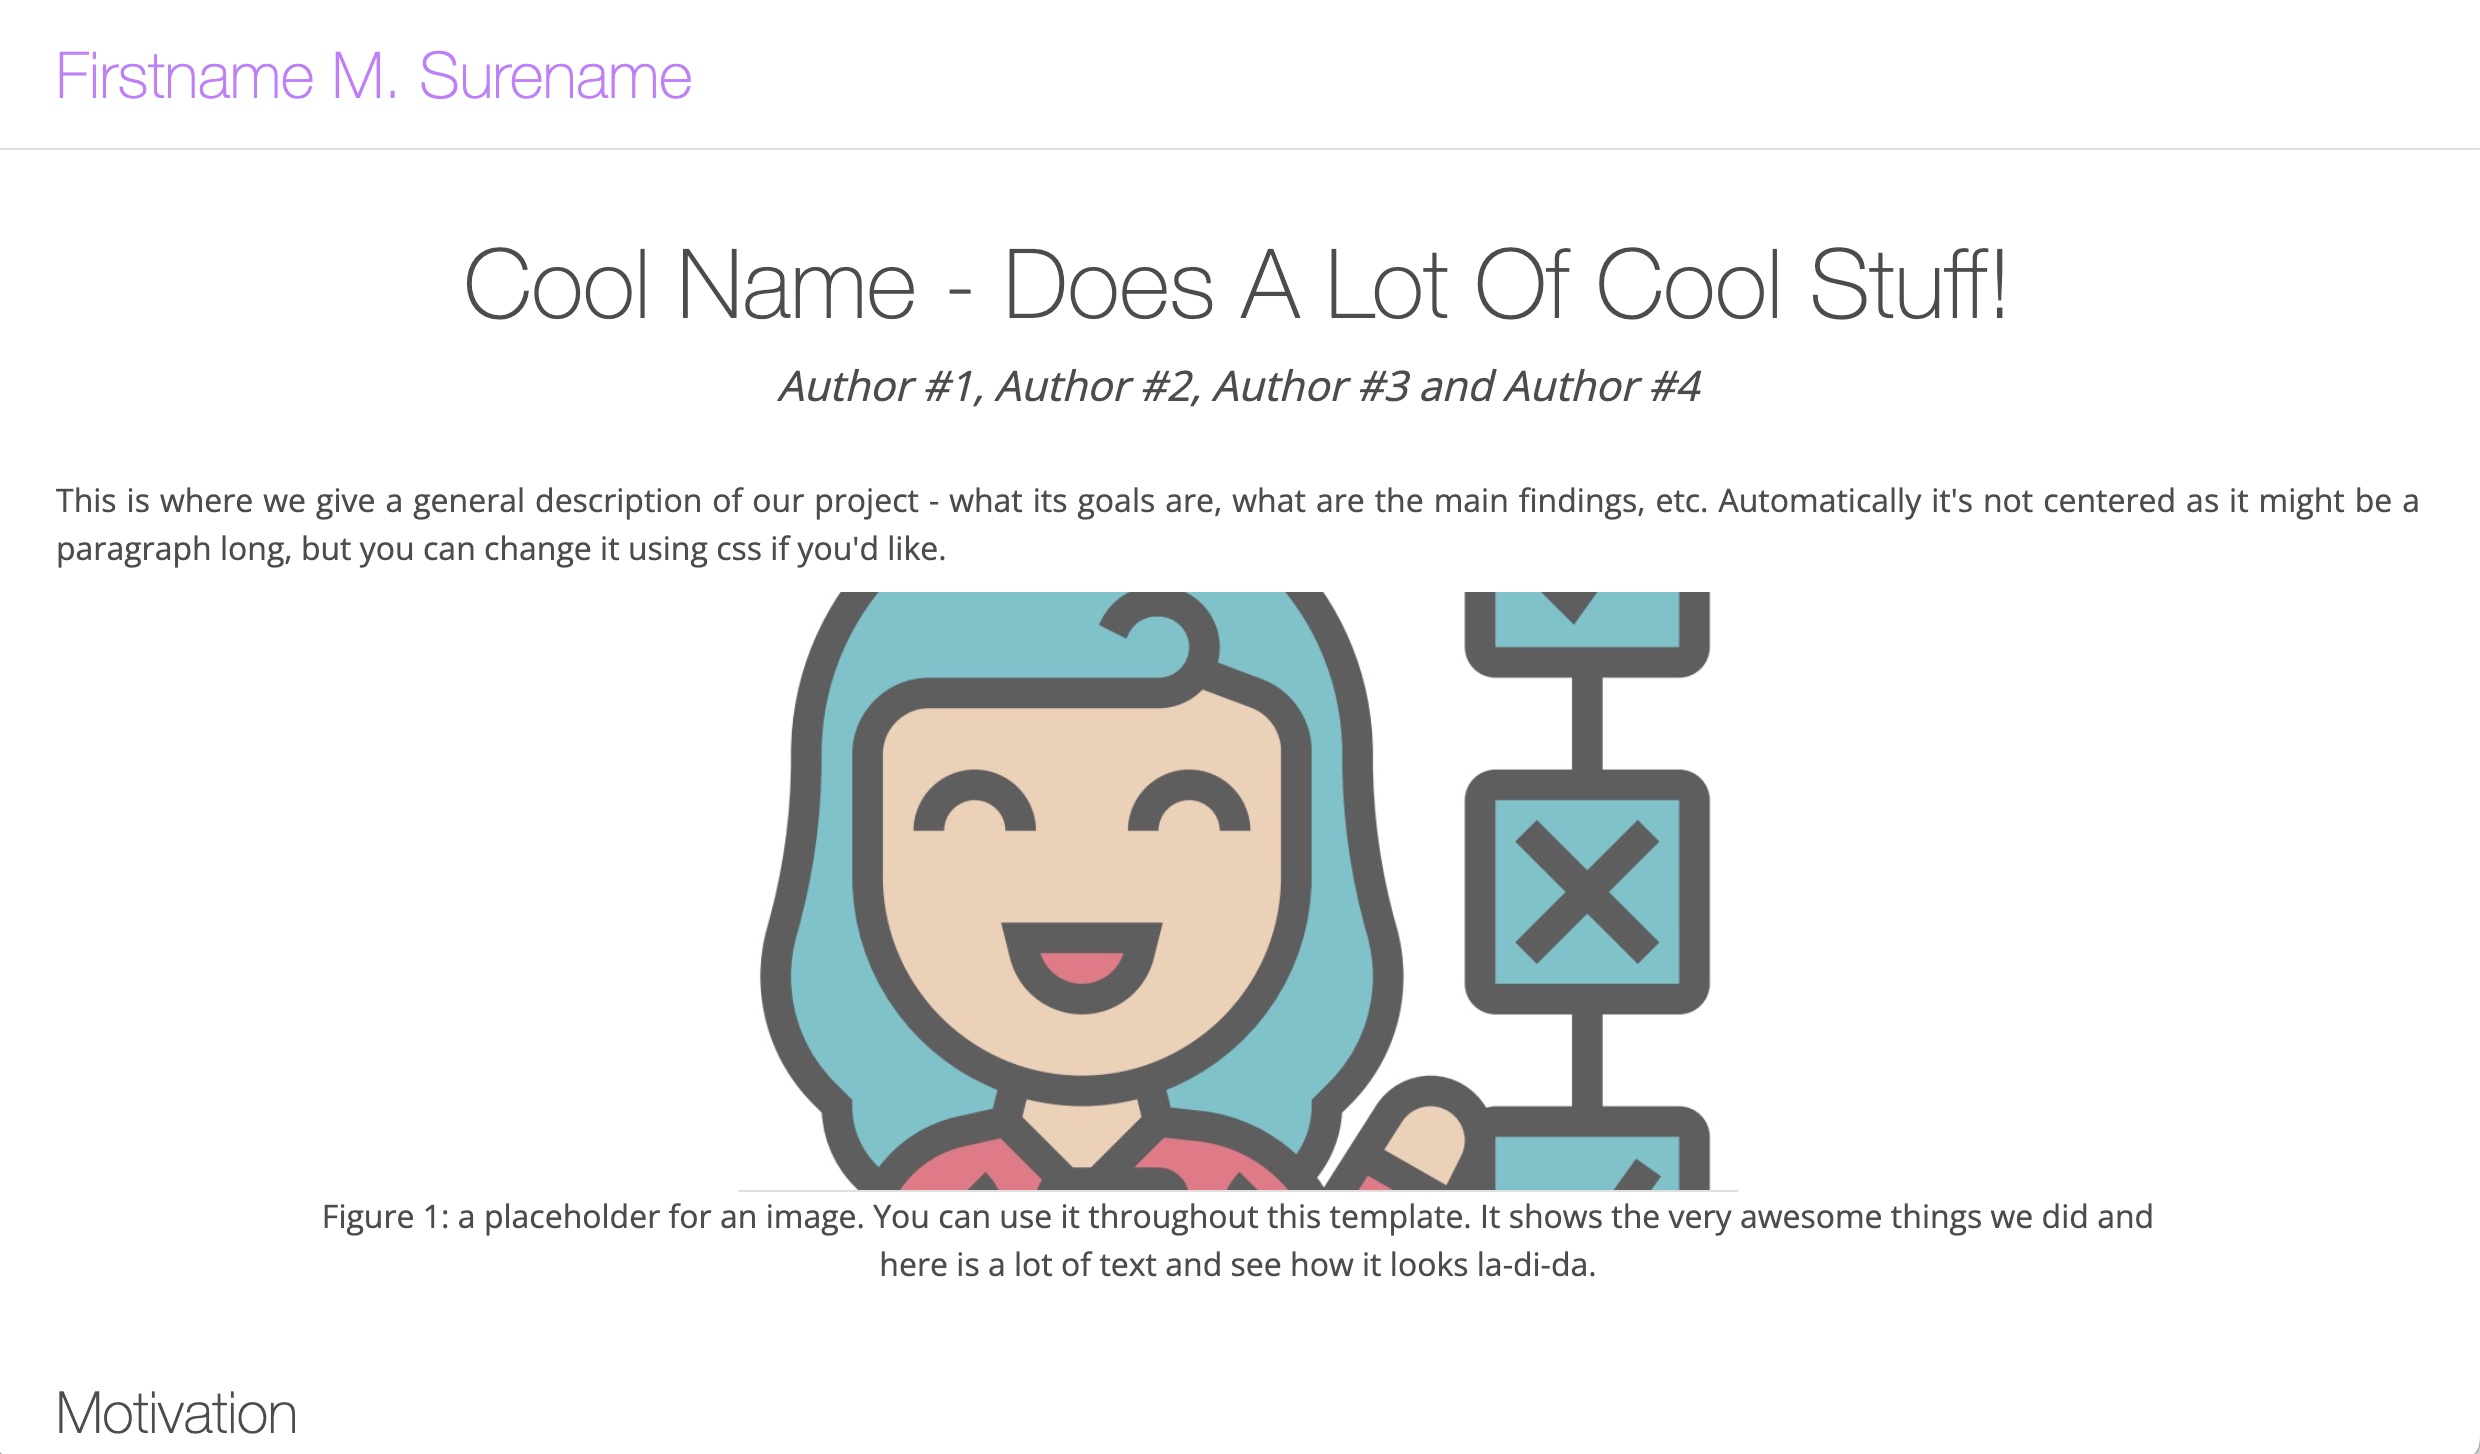 Firstname M. Surename
Cool Name - Does A Lot Of Cool Stuff!
Author #1, Author #2, Author #3 and Author #4
This is where we give a general description of our project - what its goals are, what are the main findings, etc. Automatically it's not centered as it might be a
paragraph long, but you can change it using css if you'd like.
Figure 1: a placeholder for an image. You can use it throughout this template. It shows the very awesome things we did and
here is a lot of text and see how it looks la-di-da.
Motivation